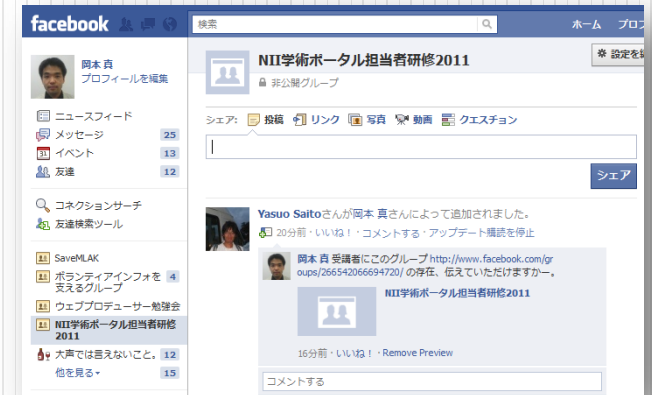 facebook
検索
ホーム プロフ
岡本 真
プロフィールを編集
NII学術ポータル担当者研修2011
非公開グループ
設定を編
ニュースフィード
メッセージ 25
31 イベント 13
友達 12
コネクションサーチ
友達検索ツール
SaveMLAK
ボランティアインフォを 4
支えるグループ
ウェブプロデューサー勉強会
NII学術ポータル担当者研修
2011
大声では言えないこと。 12
他を見る 15
シェア: 投稿 リンク 写真 動画 クエスチョン
シェア
Yasuo Saitoさんが岡本 真さんによって追加されました。
20分前・いいね！・コメントする・アップデート購読を停止
岡本 真 受講者にこのグループ http://www.facebook.com/gr
oups/266542066694720/ の存在、伝えていただけますかー。
NII学術ポータル担当者研修2011
16分前・いいね！・Remove Preview
コメントする